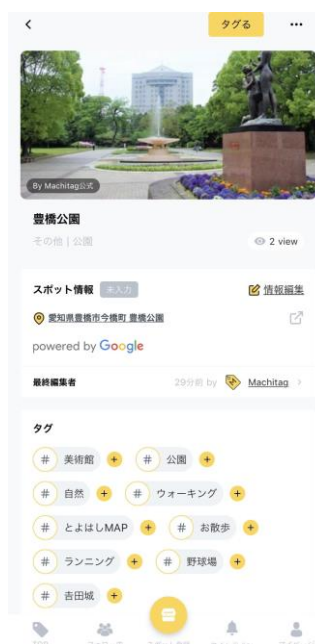 タグる
By Machitag公式
豊橋公園
その他 | 公園
2 view
スポット情報 未入力 情報編集
愛知県豊橋市今橋町 豊橋公園
powered by Google
最終編集者 29分前 by Machitag
タグ
# 美術館 + # 公園 +
# 自然 + # ウォーキング +
# とよはしMAP + # お散歩 +
# ランニング + # 野球場 +
# 吉田城 +